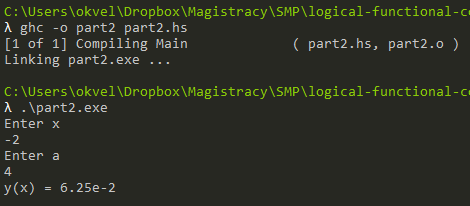 C:\Users\okvel\Dropbox\Magistracy\SMP\logical-functional-c
λ ghc -o part2 part2.hs
[1 of 1] Compiling Main             ( part2.hs, part2.o )
Linking part2.exe ...
C:\Users\okvel\Dropbox\Magistracy\SMP\logical-functional-c
λ .\part2.exe
Enter x
-2
Enter a
4
y(x) = 6.25e-2